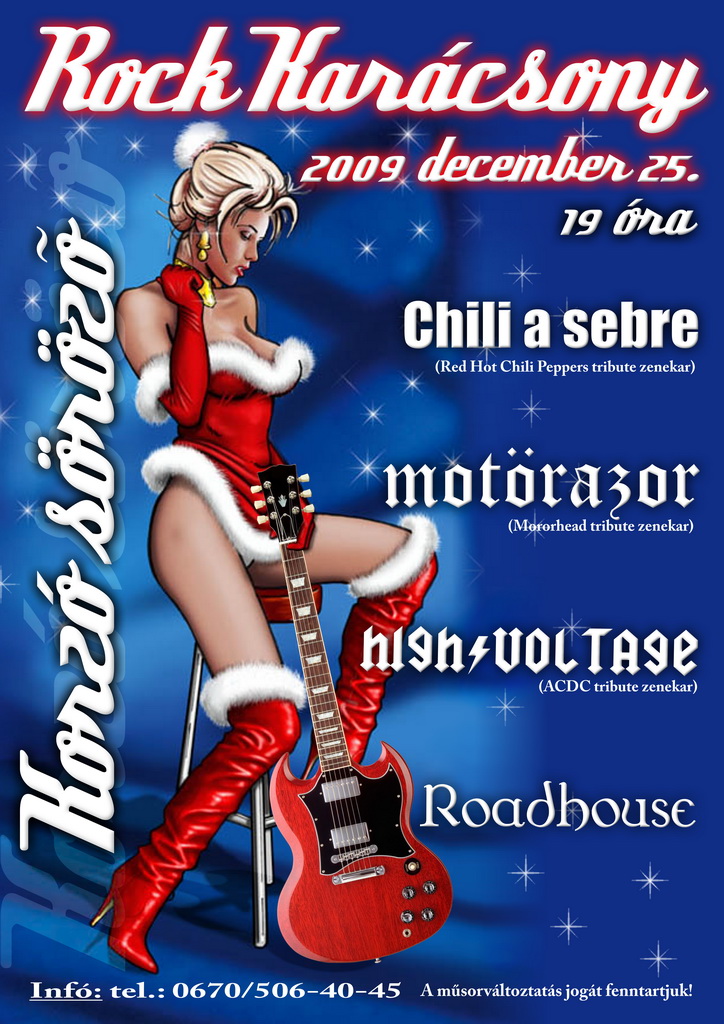 Rock Karácsony
2009 december 25.
19 óra
Korzó söröző
Chili a sebre
(Red Hot Chili Peppers tribute zenekar)
motörazor
(Mororhead tribute zenekar)
high⚡voltage
(ACDC tribute zenekar)
Roadhouse
Infó: tel.: 0670/506-40-45 A műsorváltoztatás jogát fenntartjuk!